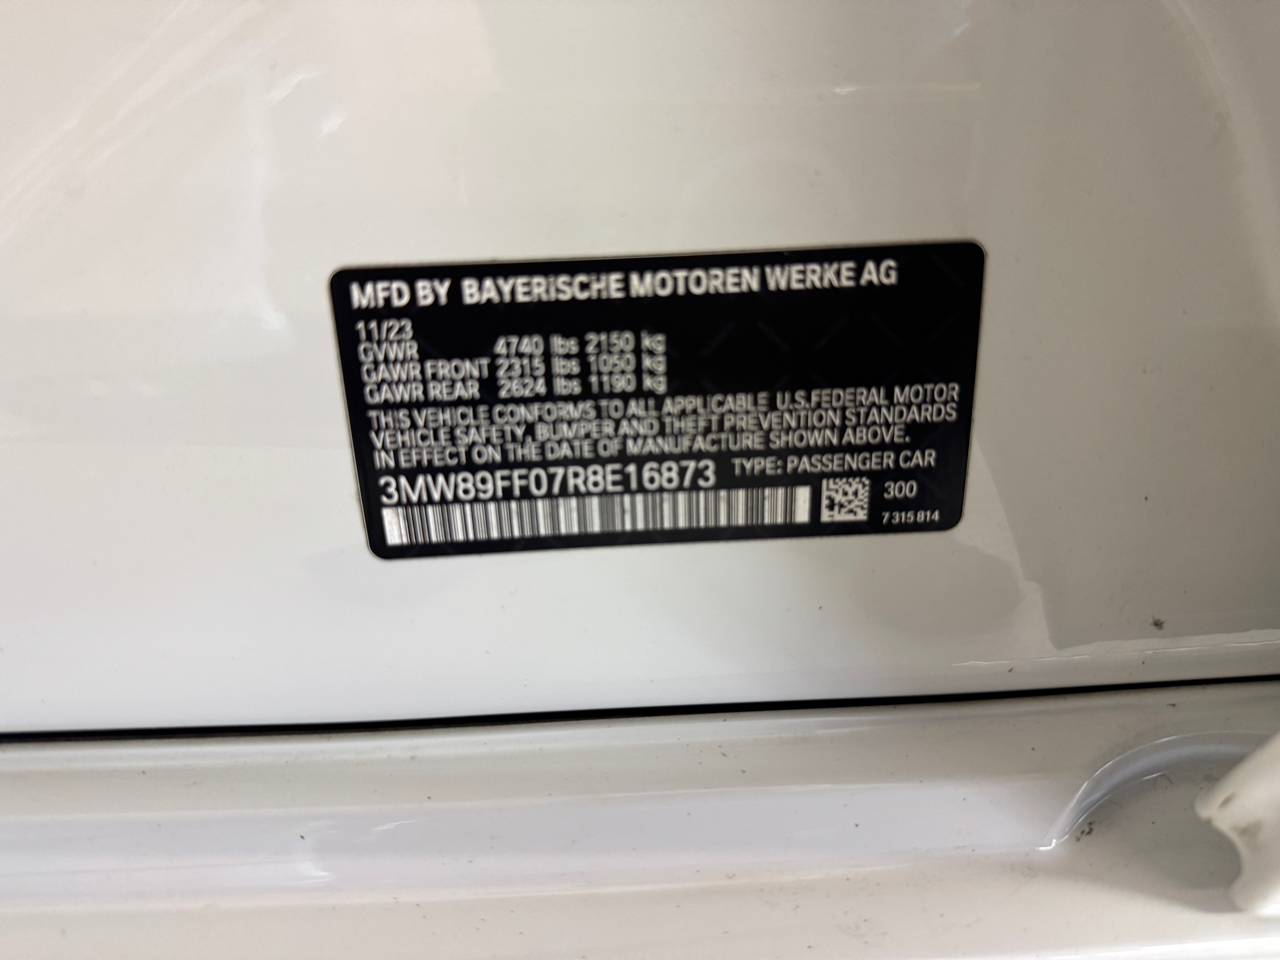 MFD BY BAYERISCHE MOTOREN WERKE AG
11/23
GVWR 4740 lbs 2150 kg
GAWR FRONT 2315 lbs 1050 kg
GAWR REAR 2624 lbs 1190 kg
THIS VEHICLE CONFORMS TO ALL APPLICABLE U.S.FEDERAL MOTOR
VEHICLE SAFETY, BUMPER AND THEFT PREVENTION STANDARDS
IN EFFECT ON THE DATE OF MANUFACTURE SHOWN ABOVE.
3MW89FF07R8E16873 TYPE: PASSENGER CAR
300
7 315 814